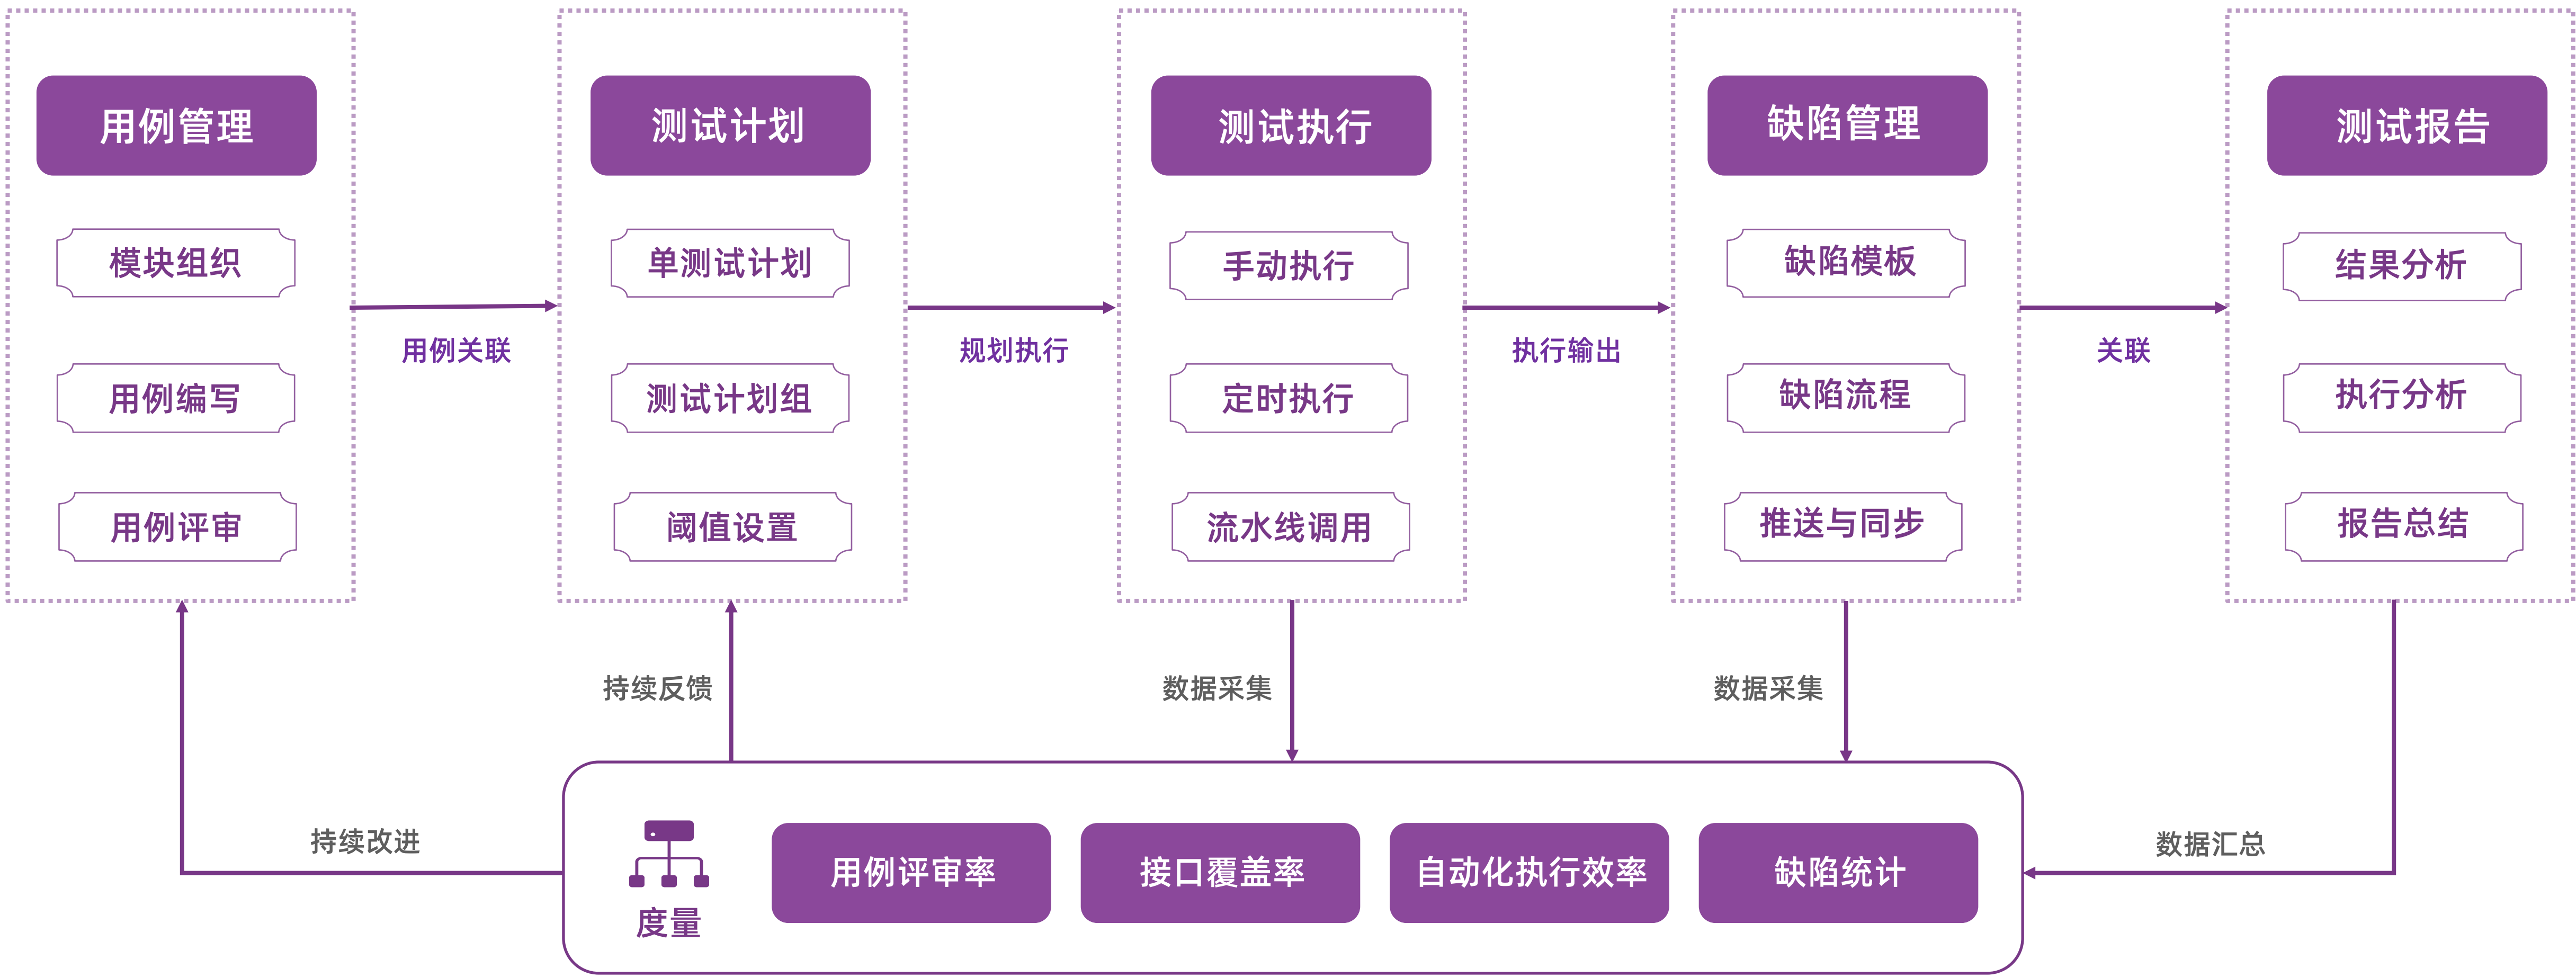 用例管理
模块组织
用例编写
用例评审
用例关联
测试计划
单测试计划
测试计划组
阈值设置
规划执行
测试执行
手动执行
定时执行
流水线调用
执行输出
缺陷管理
缺陷模板
缺陷流程
推送与同步
关联
测试报告
结果分析
执行分析
报告总结
持续改进
持续反馈
数据采集
数据采集
数据汇总
度量
用例评审率
接口覆盖率
自动化执行效率
缺陷统计